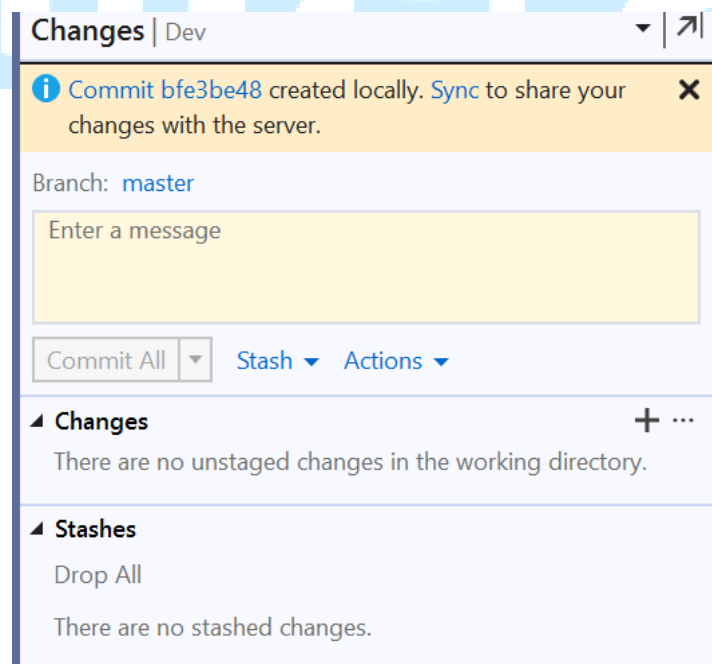 Changes | Dev
Commit bfe3be48 created locally. Sync to share your
changes with the server.
Branch: master
Enter a message
Commit All
Stash
Actions
Changes
There are no unstaged changes in the working directory.
Stashes
Drop All
There are no stashed changes.